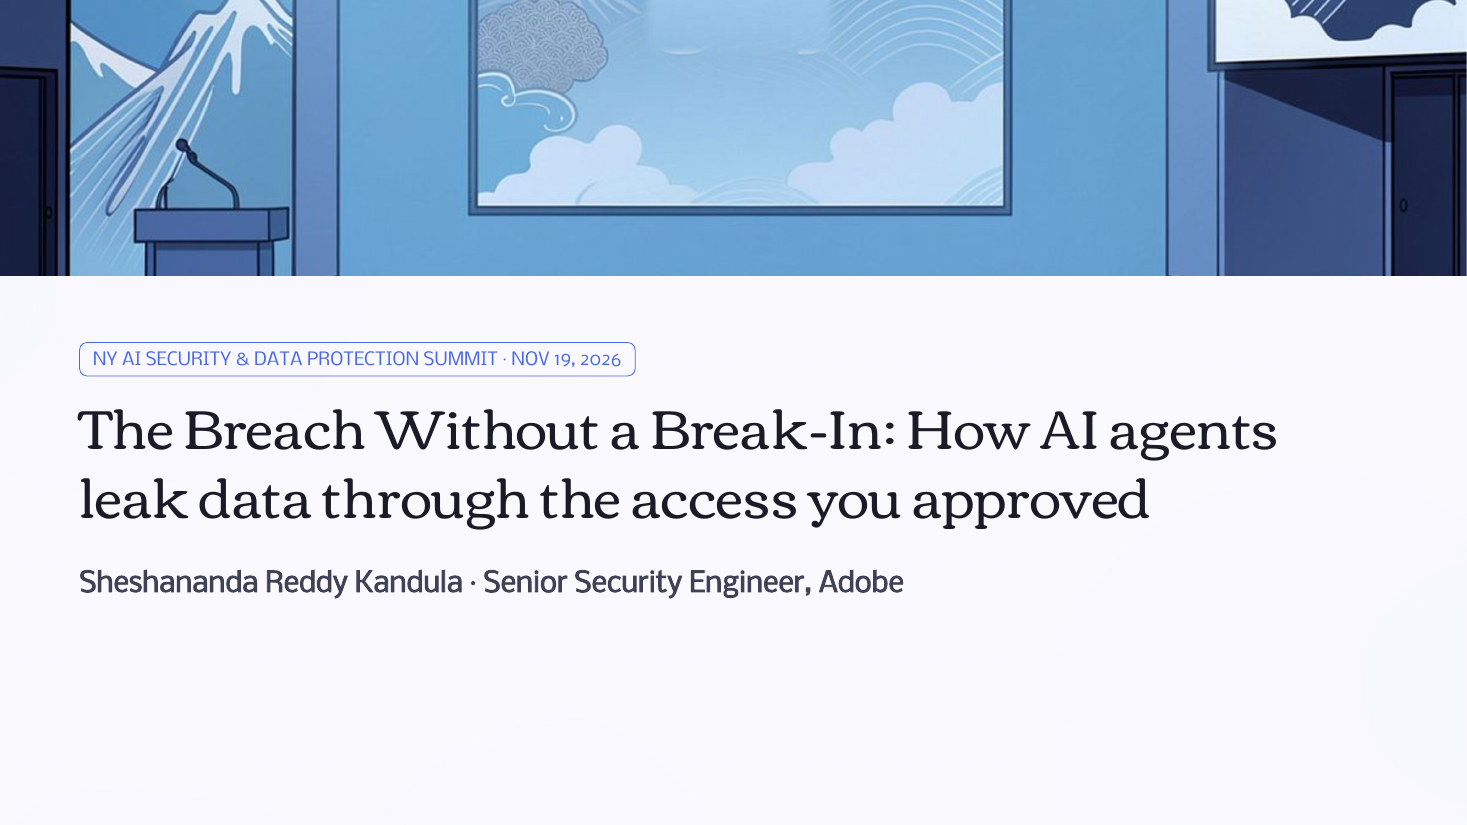 NY AI SECURITY & DATA PROTECTION SUMMIT · NOV 19, 2026
The Breach Without a Break-In: How AI agents
leak data through the access you approved
Sheshananda Reddy Kandula · Senior Security Engineer, Adobe